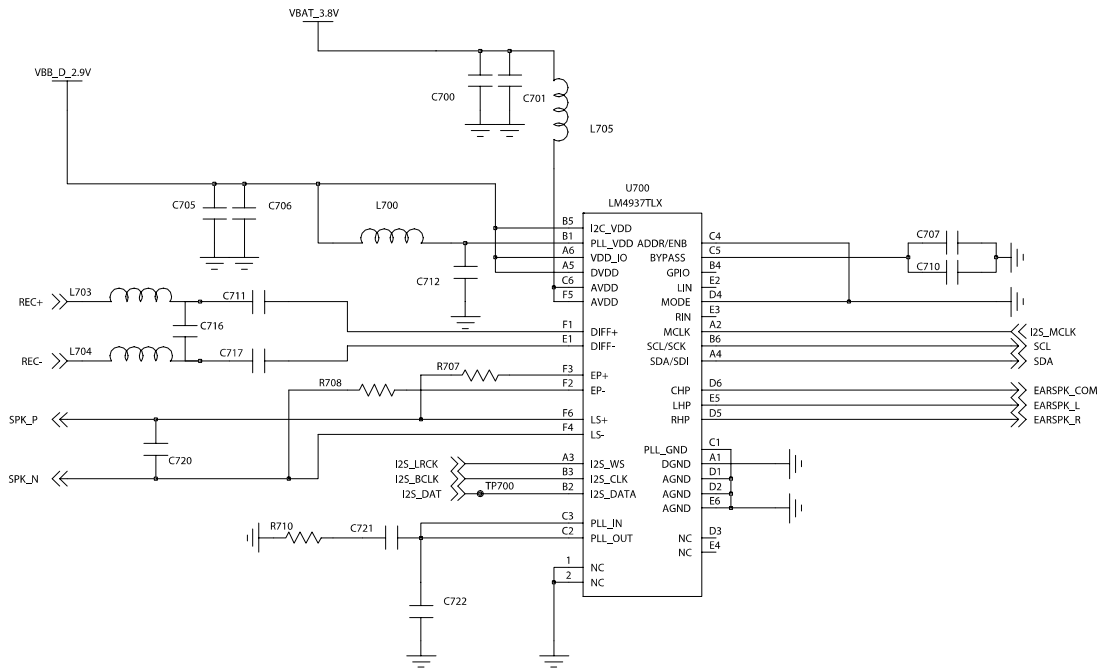 VBAT_3.8V
VBB_D_2.9V
C700
C701
L705
U700
LM4937TLX
C705
C706
L700
C712
B5 I2C_VDD
B1 PLL_VDD ADDR/ENB C4
A6 VDD_IO BYPASS C5
A5 DVDD GPIO B4
C6 AVDD LIN E2
F5 AVDD MODE D4
RIN E3
F1 DIFF+ MCLK A2 I2S_MCLK
E1 DIFF- SCL/SCK B6 SCL
SDA/SDI A4 SDA
F3 EP+
F2 EP- CHP D6 EARSPK_COM
LHP E5 EARSPK_L
F6 LS+ RHP D5 EARSPK_R
F4 LS-
PLL_GND C1
A3 I2S_WS DGND A1
B3 I2S_CLK AGND D1
B2 I2S_DATA AGND D2
AGND E6
C3 PLL_IN
C2 PLL_OUT NC D3
NC E4
1 NC
2 NC
C707
C710
REC+ L703 C711
C716
REC- L704 C717
R707
R708
SPK_P
C720
SPK_N
I2S_LRCK
I2S_BCLK
I2S_DAT TP700
R710 C721
C722